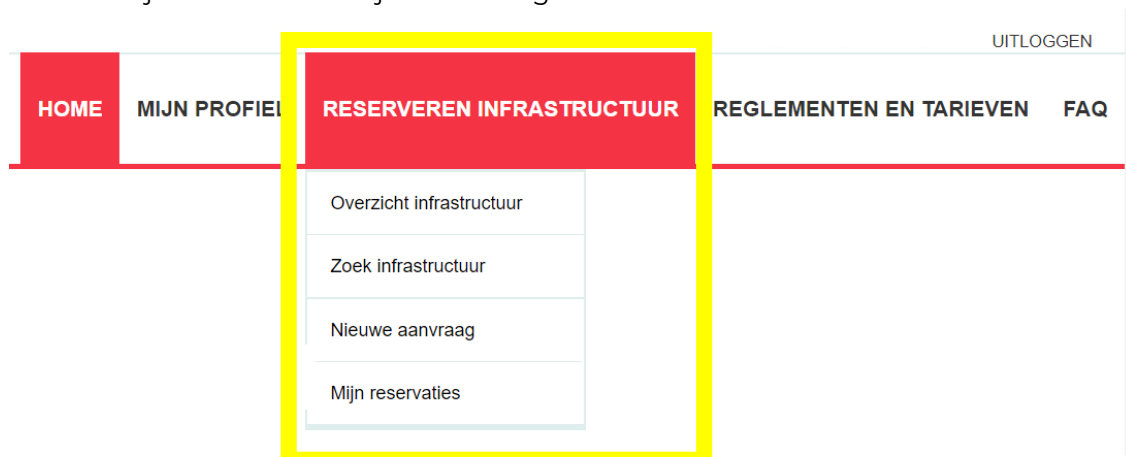 UITLOGGEN
HOME MIJN PROFIEL RESERVEREN INFRASTRUCTUUR REGLEMENTEN EN TARIEVEN FAQ
Overzicht infrastructuur
Zoek infrastructuur
Nieuwe aanvraag
Mijn reservaties